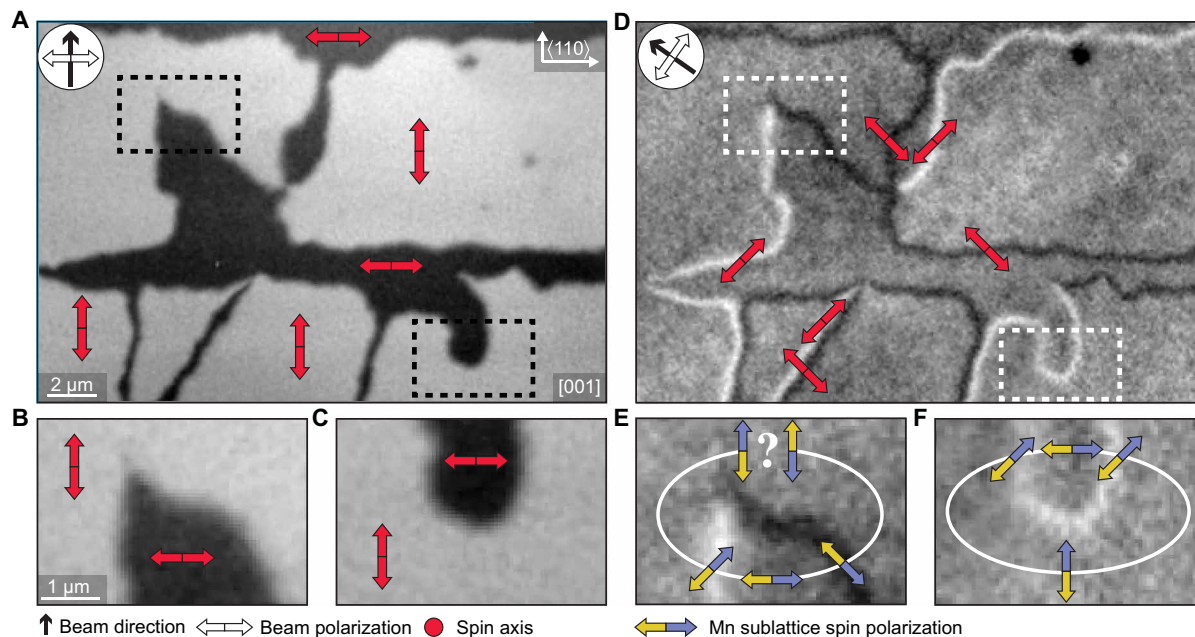 A
D
⟨110⟩
2 µm
[001]
B
C
E
F
?
1 µm
Beam direction
Beam polarization
Spin axis
Mn sublattice spin polarization